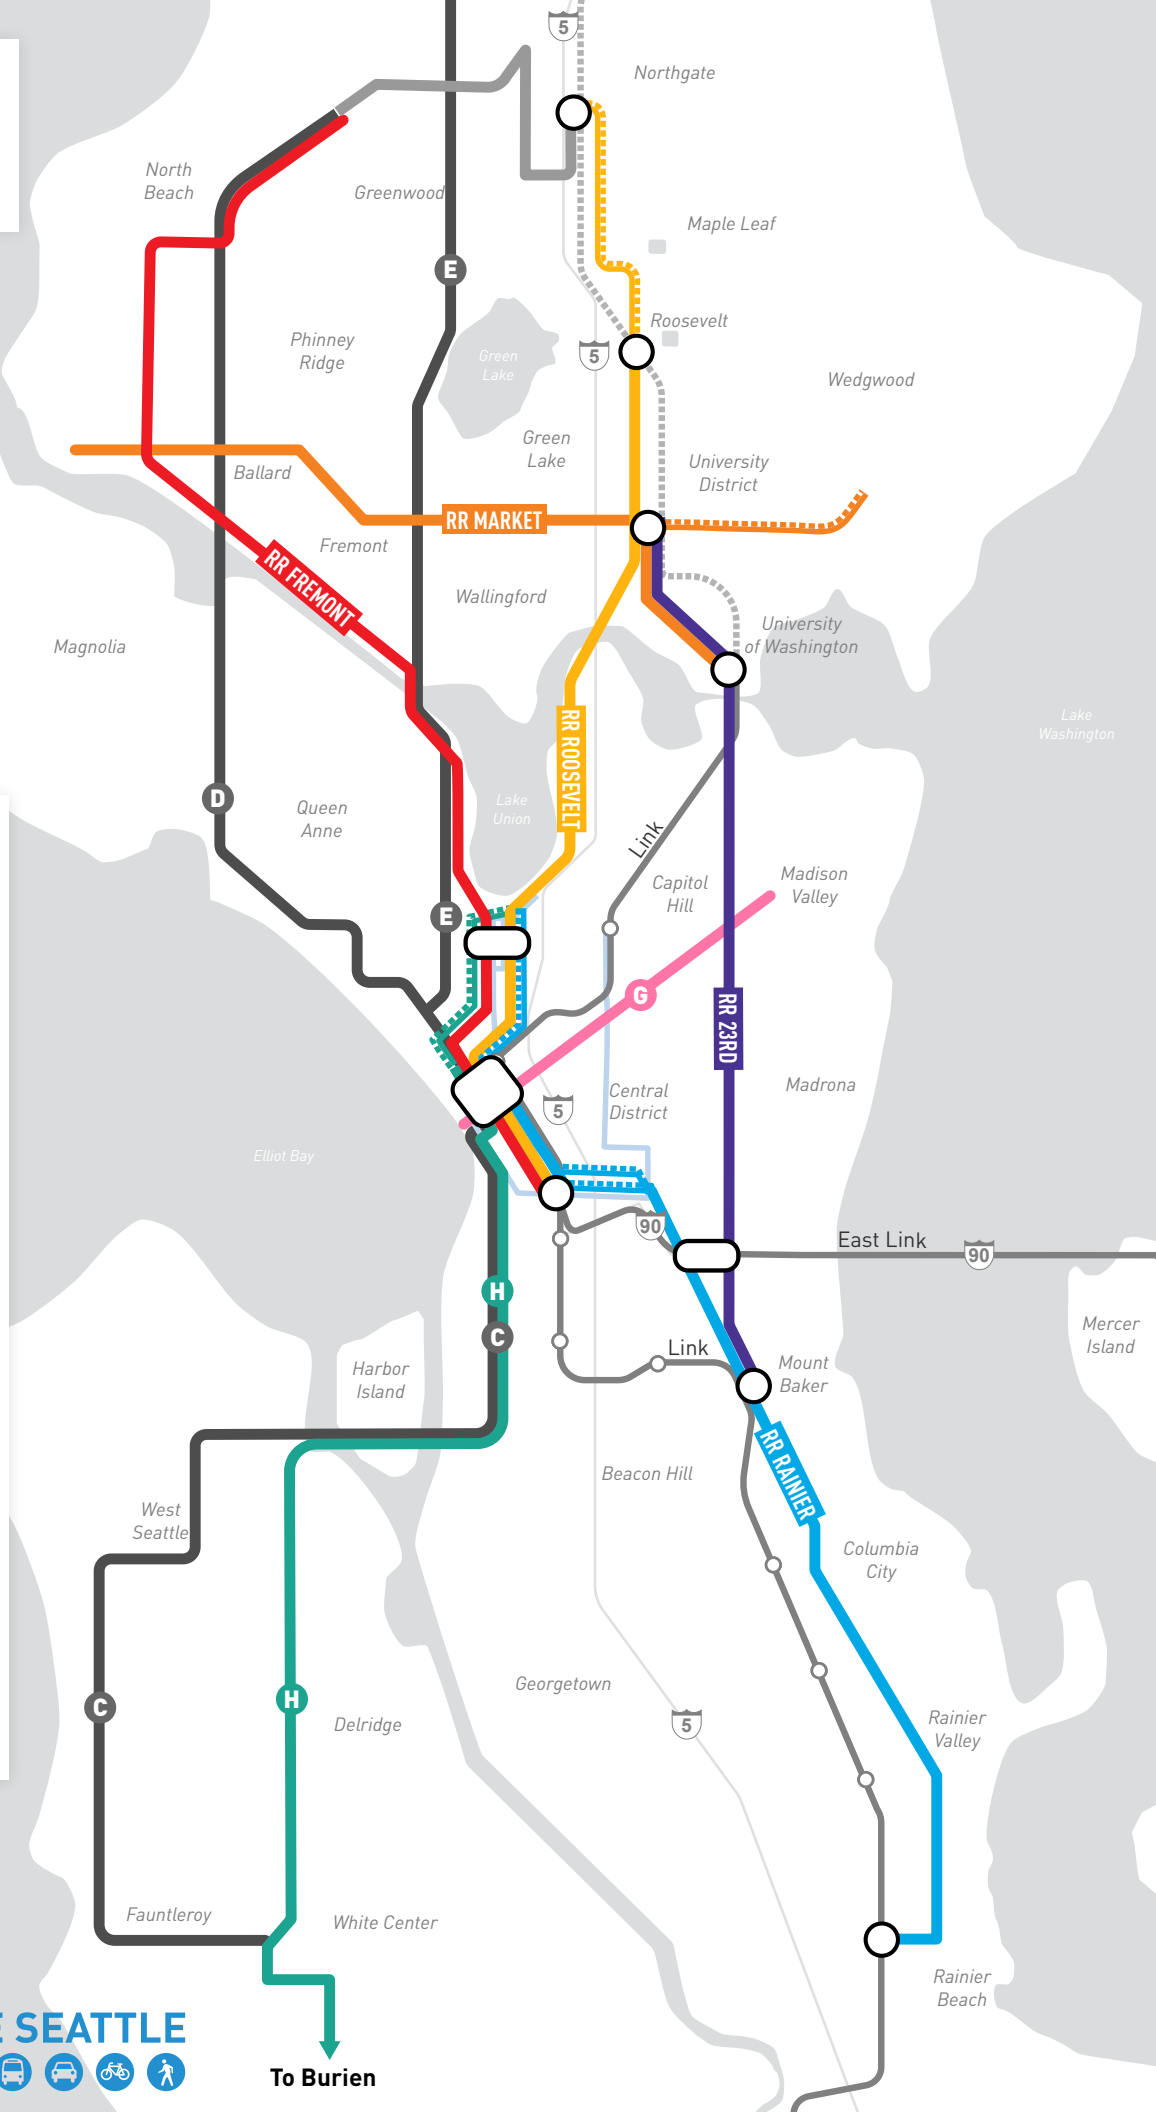 5
Northgate
North
Beach
Greenwood
Maple Leaf
E
Roosevelt
Phinney
Ridge
Green
Lake
5
Wedgwood
Green
Lake
Ballard
University
District
RR MARKET
Fremont
RR FREMONT
Wallingford
University
of Washington
Magnolia
Lake
Washington
RR ROOSEVELT
D
Queen
Anne
Lake
Union
Link
Capitol
Hill
Madison
Valley
E
G
RR 23RD
Madrona
Central
District
5
Elliot Bay
90
East Link
90
H
C
Mercer
Island
Link
Mount
Baker
Harbor
Island
RR RAINIER
Beacon Hill
West
Seattle
Columbia
City
Georgetown
C
H
Delridge
5
Rainier
Valley
Fauntleroy
White Center
Rainier
Beach
E SEATTLE
To Burien